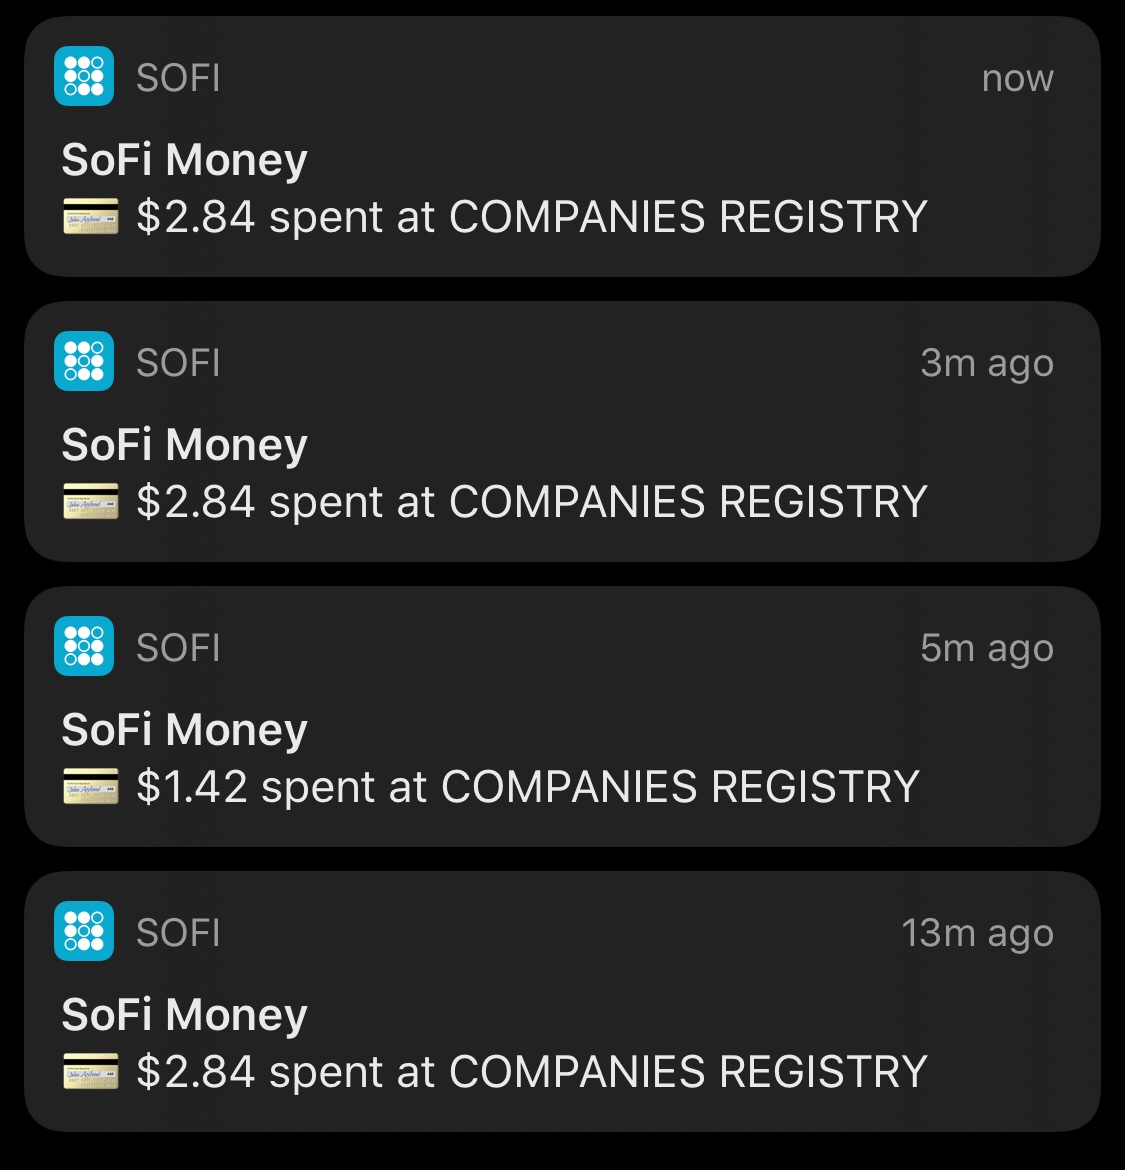 SOFI
now
SoFi Money
💳 $2.84 spent at COMPANIES REGISTRY
SOFI
3m ago
SoFi Money
💳 $2.84 spent at COMPANIES REGISTRY
SOFI
5m ago
SoFi Money
💳 $1.42 spent at COMPANIES REGISTRY
SOFI
13m ago
SoFi Money
💳 $2.84 spent at COMPANIES REGISTRY